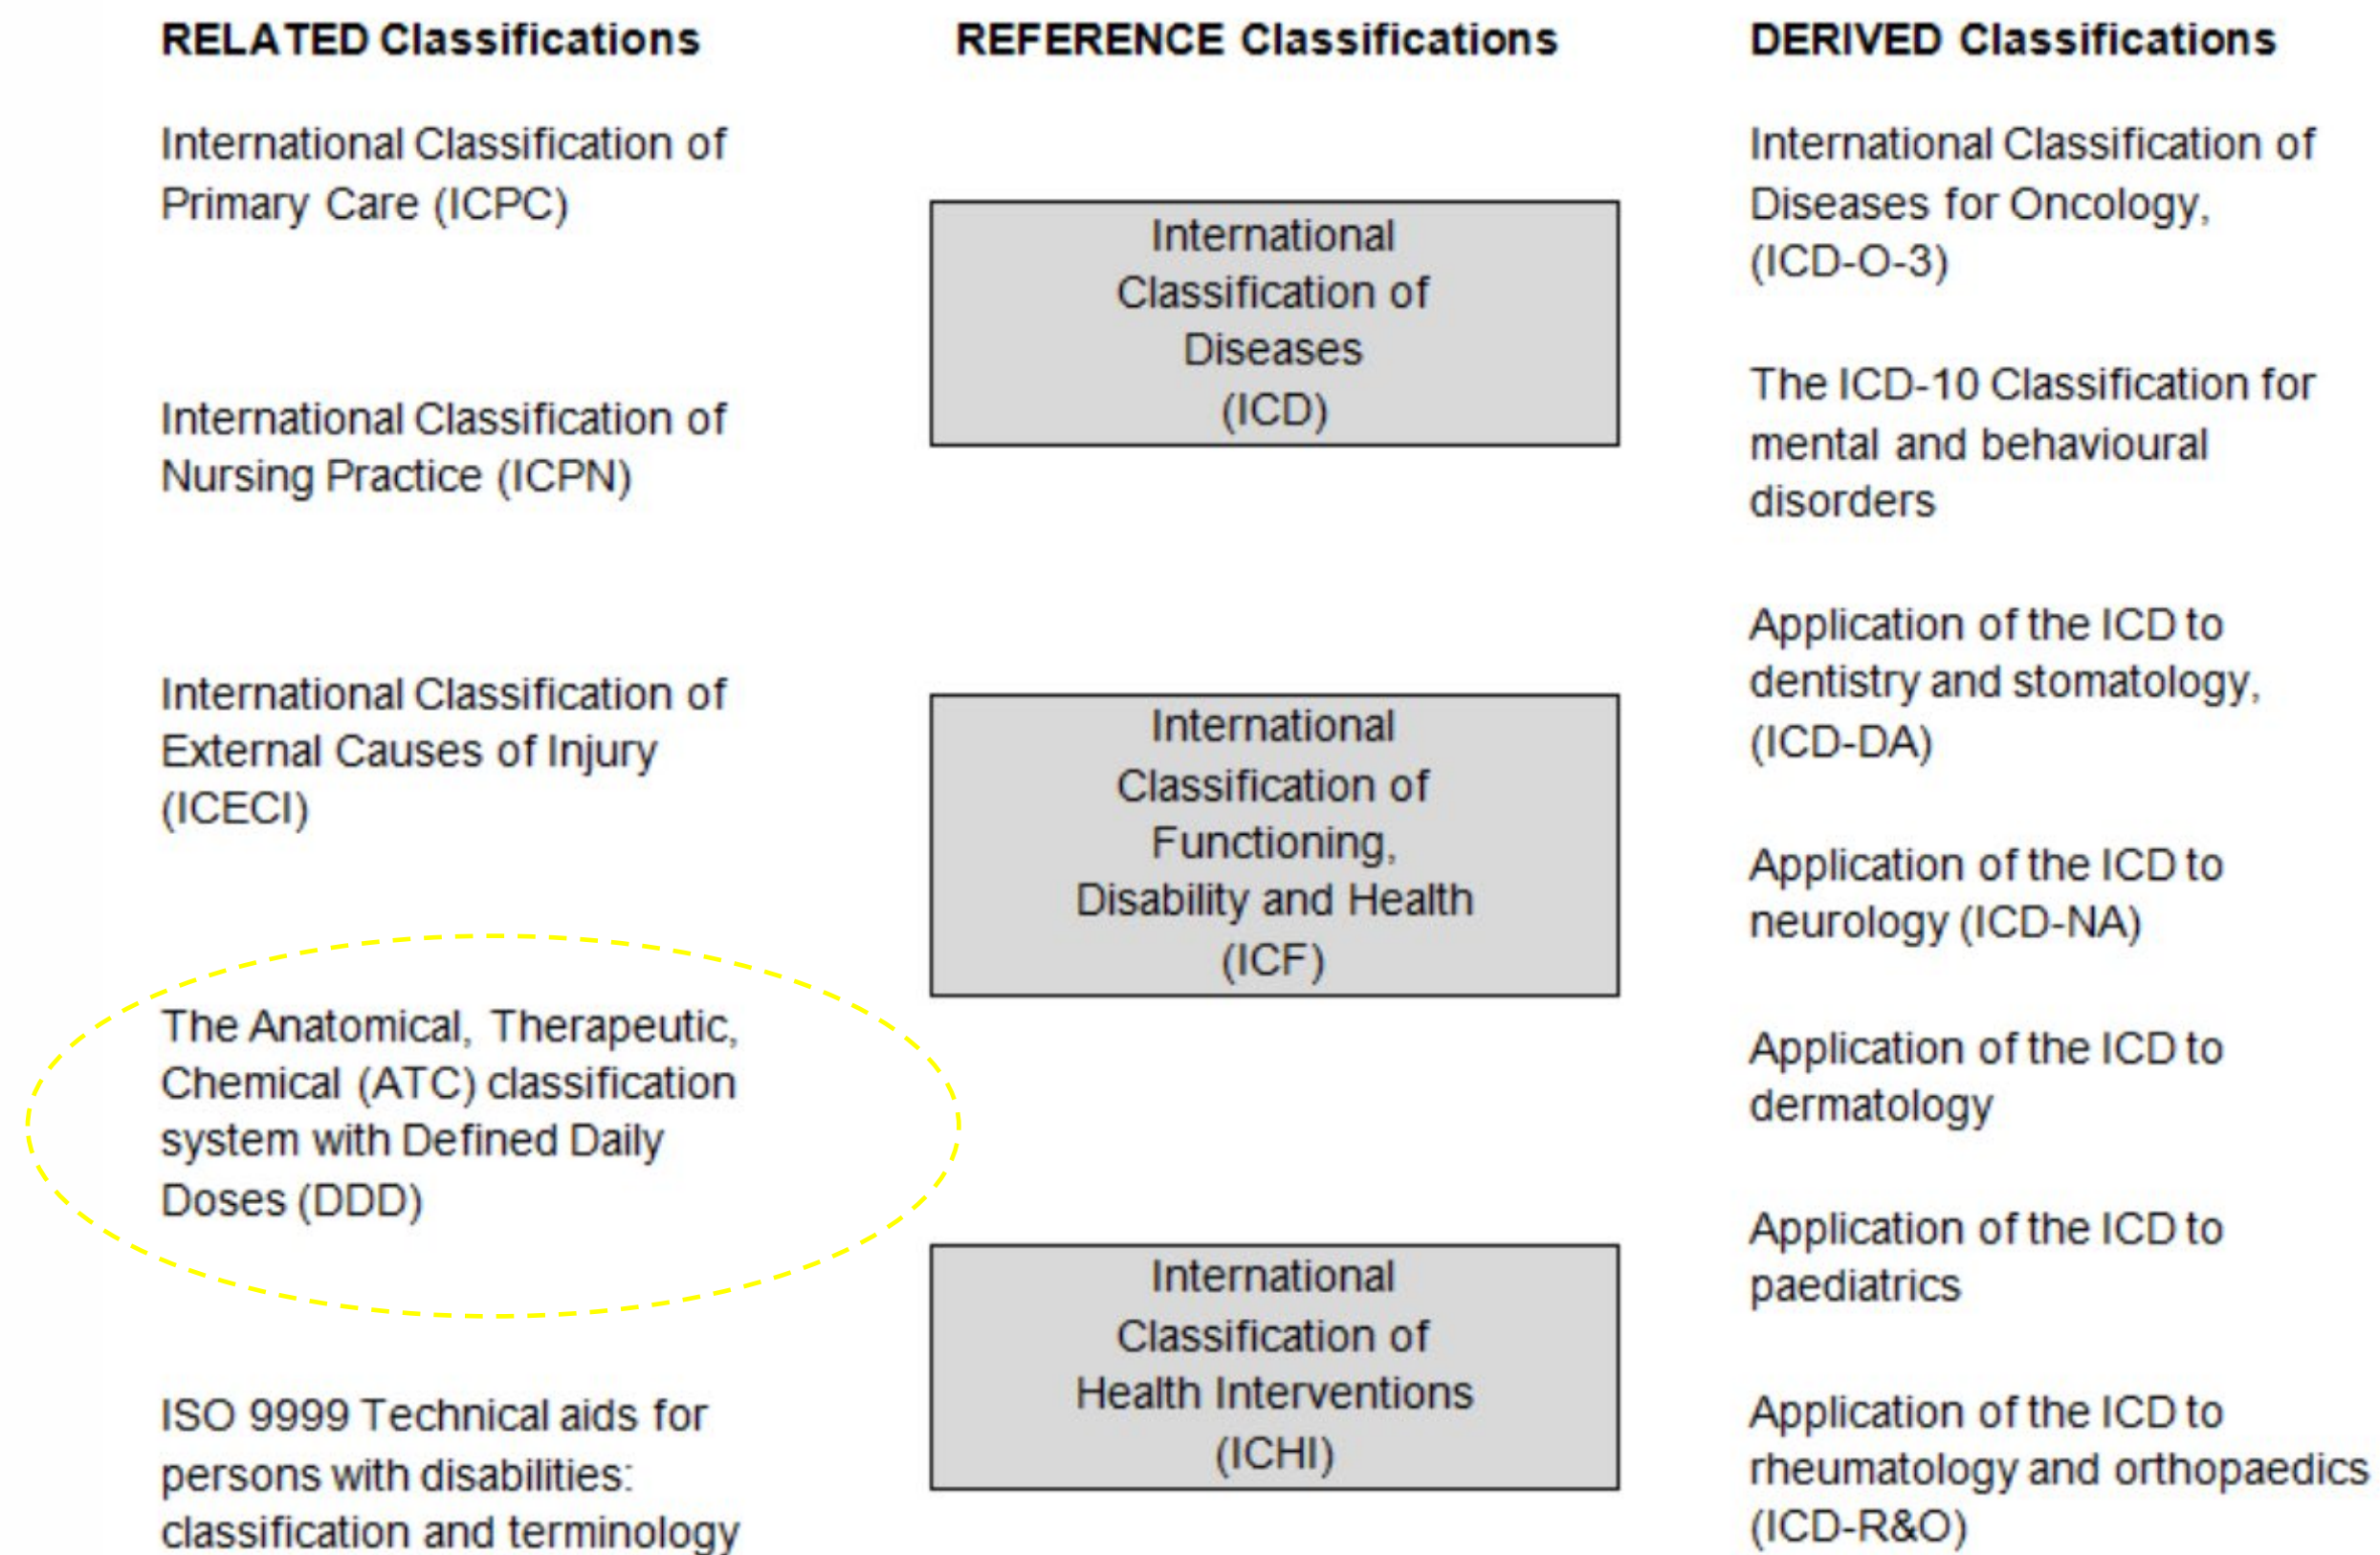 RELATED Classifications
International Classification of
Primary Care (ICPC)
International Classification of
Nursing Practice (ICPN)
International Classification of
External Causes of Injury
(ICECI)
The Anatomical, Therapeutic,
Chemical (ATC) classification
system with Defined Daily
Doses (DDD)
ISO 9999 Technical aids for
persons with disabilities:
classification and terminology
REFERENCE Classifications
International
Classification of
Diseases
(ICD)
International
Classification of
Functioning,
Disability and Health
(ICF)
International
Classification of
Health Interventions
(ICHI)
DERIVED Classifications
International Classification of
Diseases for Oncology,
(ICD-O-3)
The ICD-10 Classification for
mental and behavioural
disorders
Application of the ICD to
dentistry and stomatology,
(ICD-DA)
Application of the ICD to
neurology (ICD-NA)
Application of the ICD to
dermatology
Application of the ICD to
paediatrics
Application of the ICD to
rheumatology and orthopaedics
(ICD-R&O)